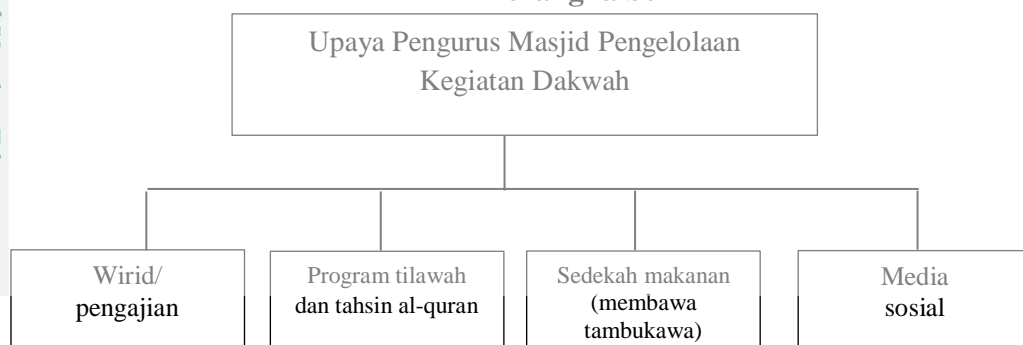 Upaya Pengurus Masjid Pengelolaan
Kegiatan Dakwah
Wirid/
pengajian
Program tilawah
dan tahsin al-quran
Sedekah makanan
(membawa
tambukawa)
Media
sosial